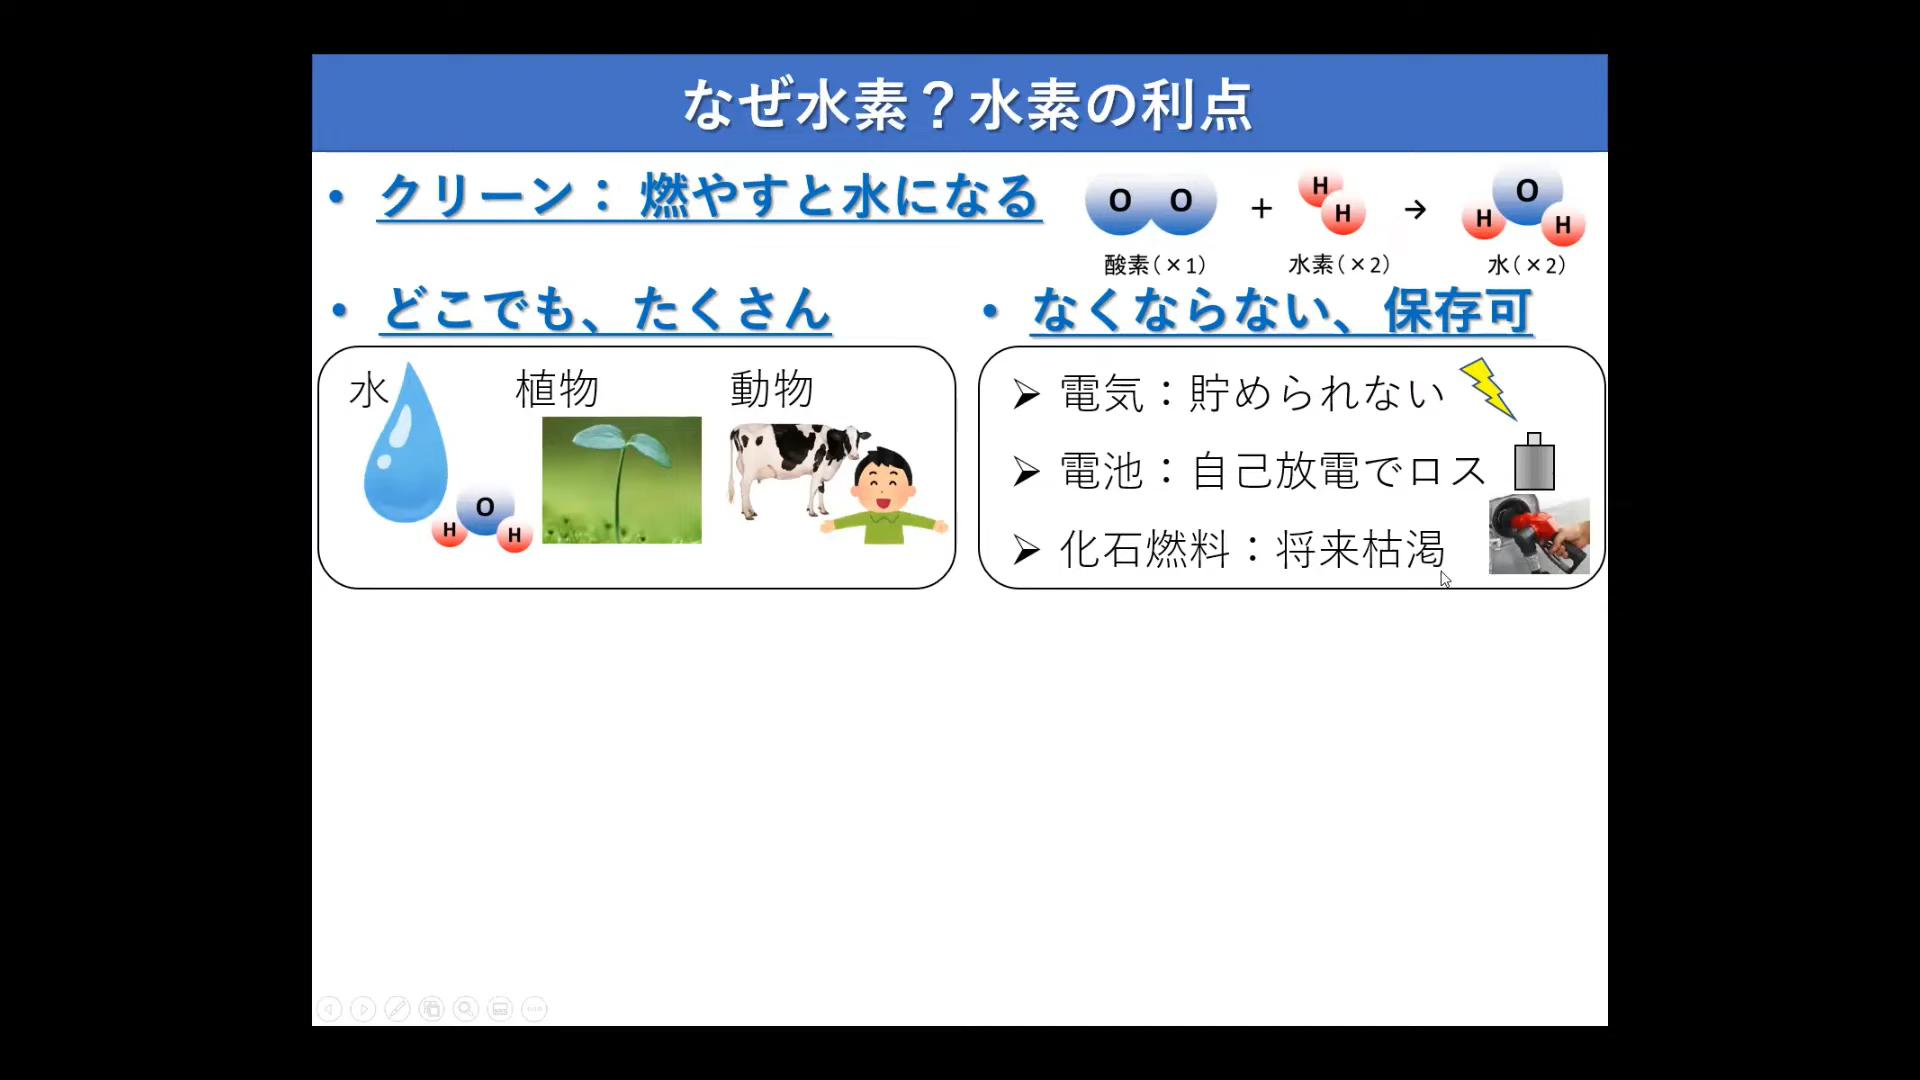 なぜ水素？水素の利点
• クリーン： 燃やすと水になる
O O + H H → H O H
酸素(×1) 水素(×2) 水(×2)
• どこでも、たくさん
水 植物 動物
H O H
• なくならない、保存可
➢ 電気：貯められない
➢ 電池：自己放電でロス
➢ 化石燃料：将来枯渇